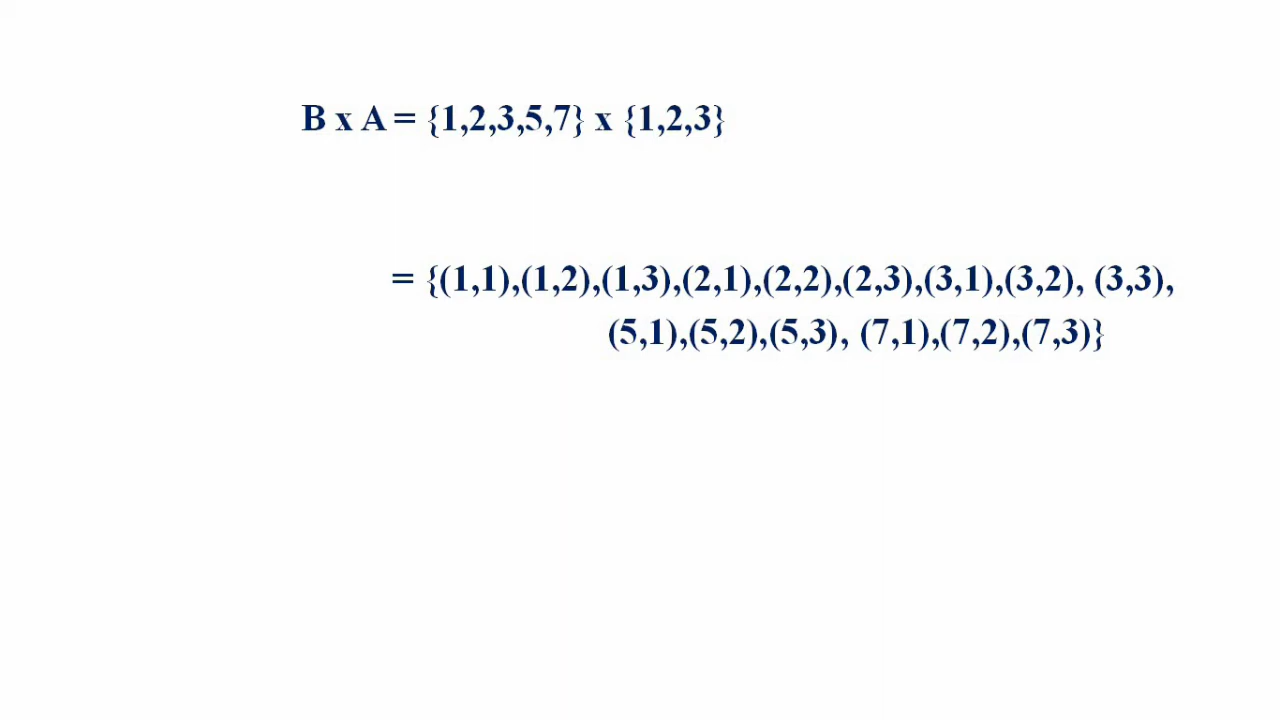 B x A = {1,2,3,5,7} x {1,2,3}
= {(1,1),(1,2),(1,3),(2,1),(2,2),(2,3),(3,1),(3,2), (3,3),
(5,1),(5,2),(5,3), (7,1),(7,2),(7,3)}